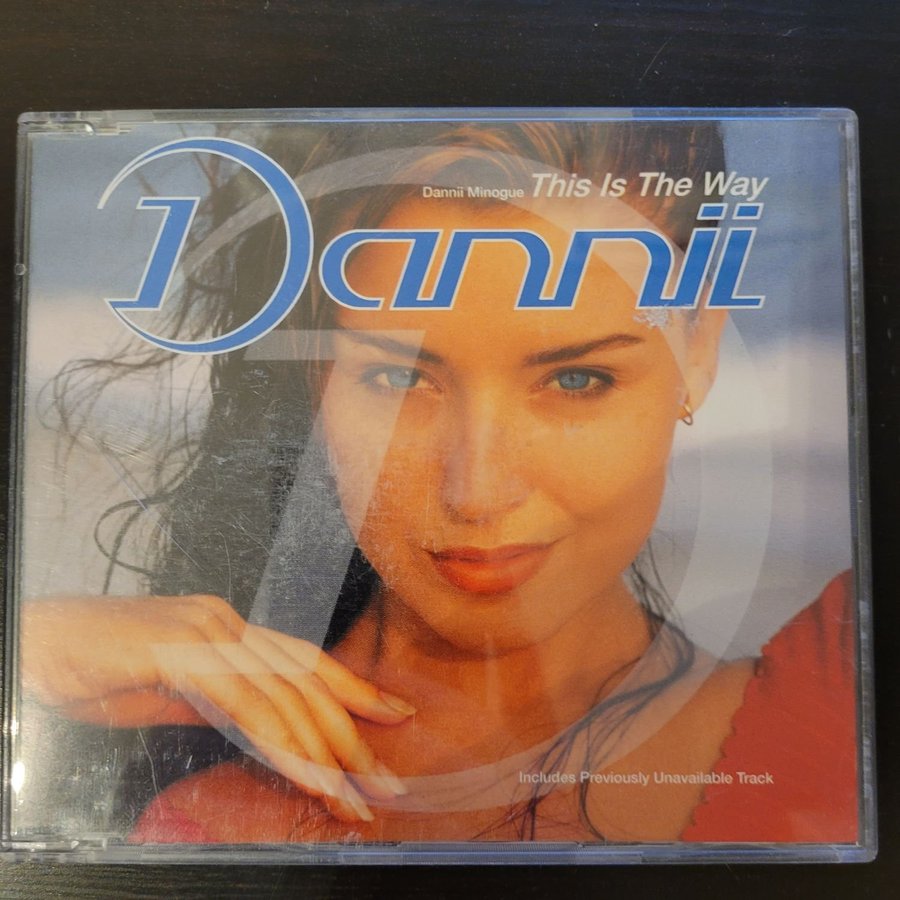 Dannii Minogue This Is The Way
Dannii
Includes Previously Unavailable Track